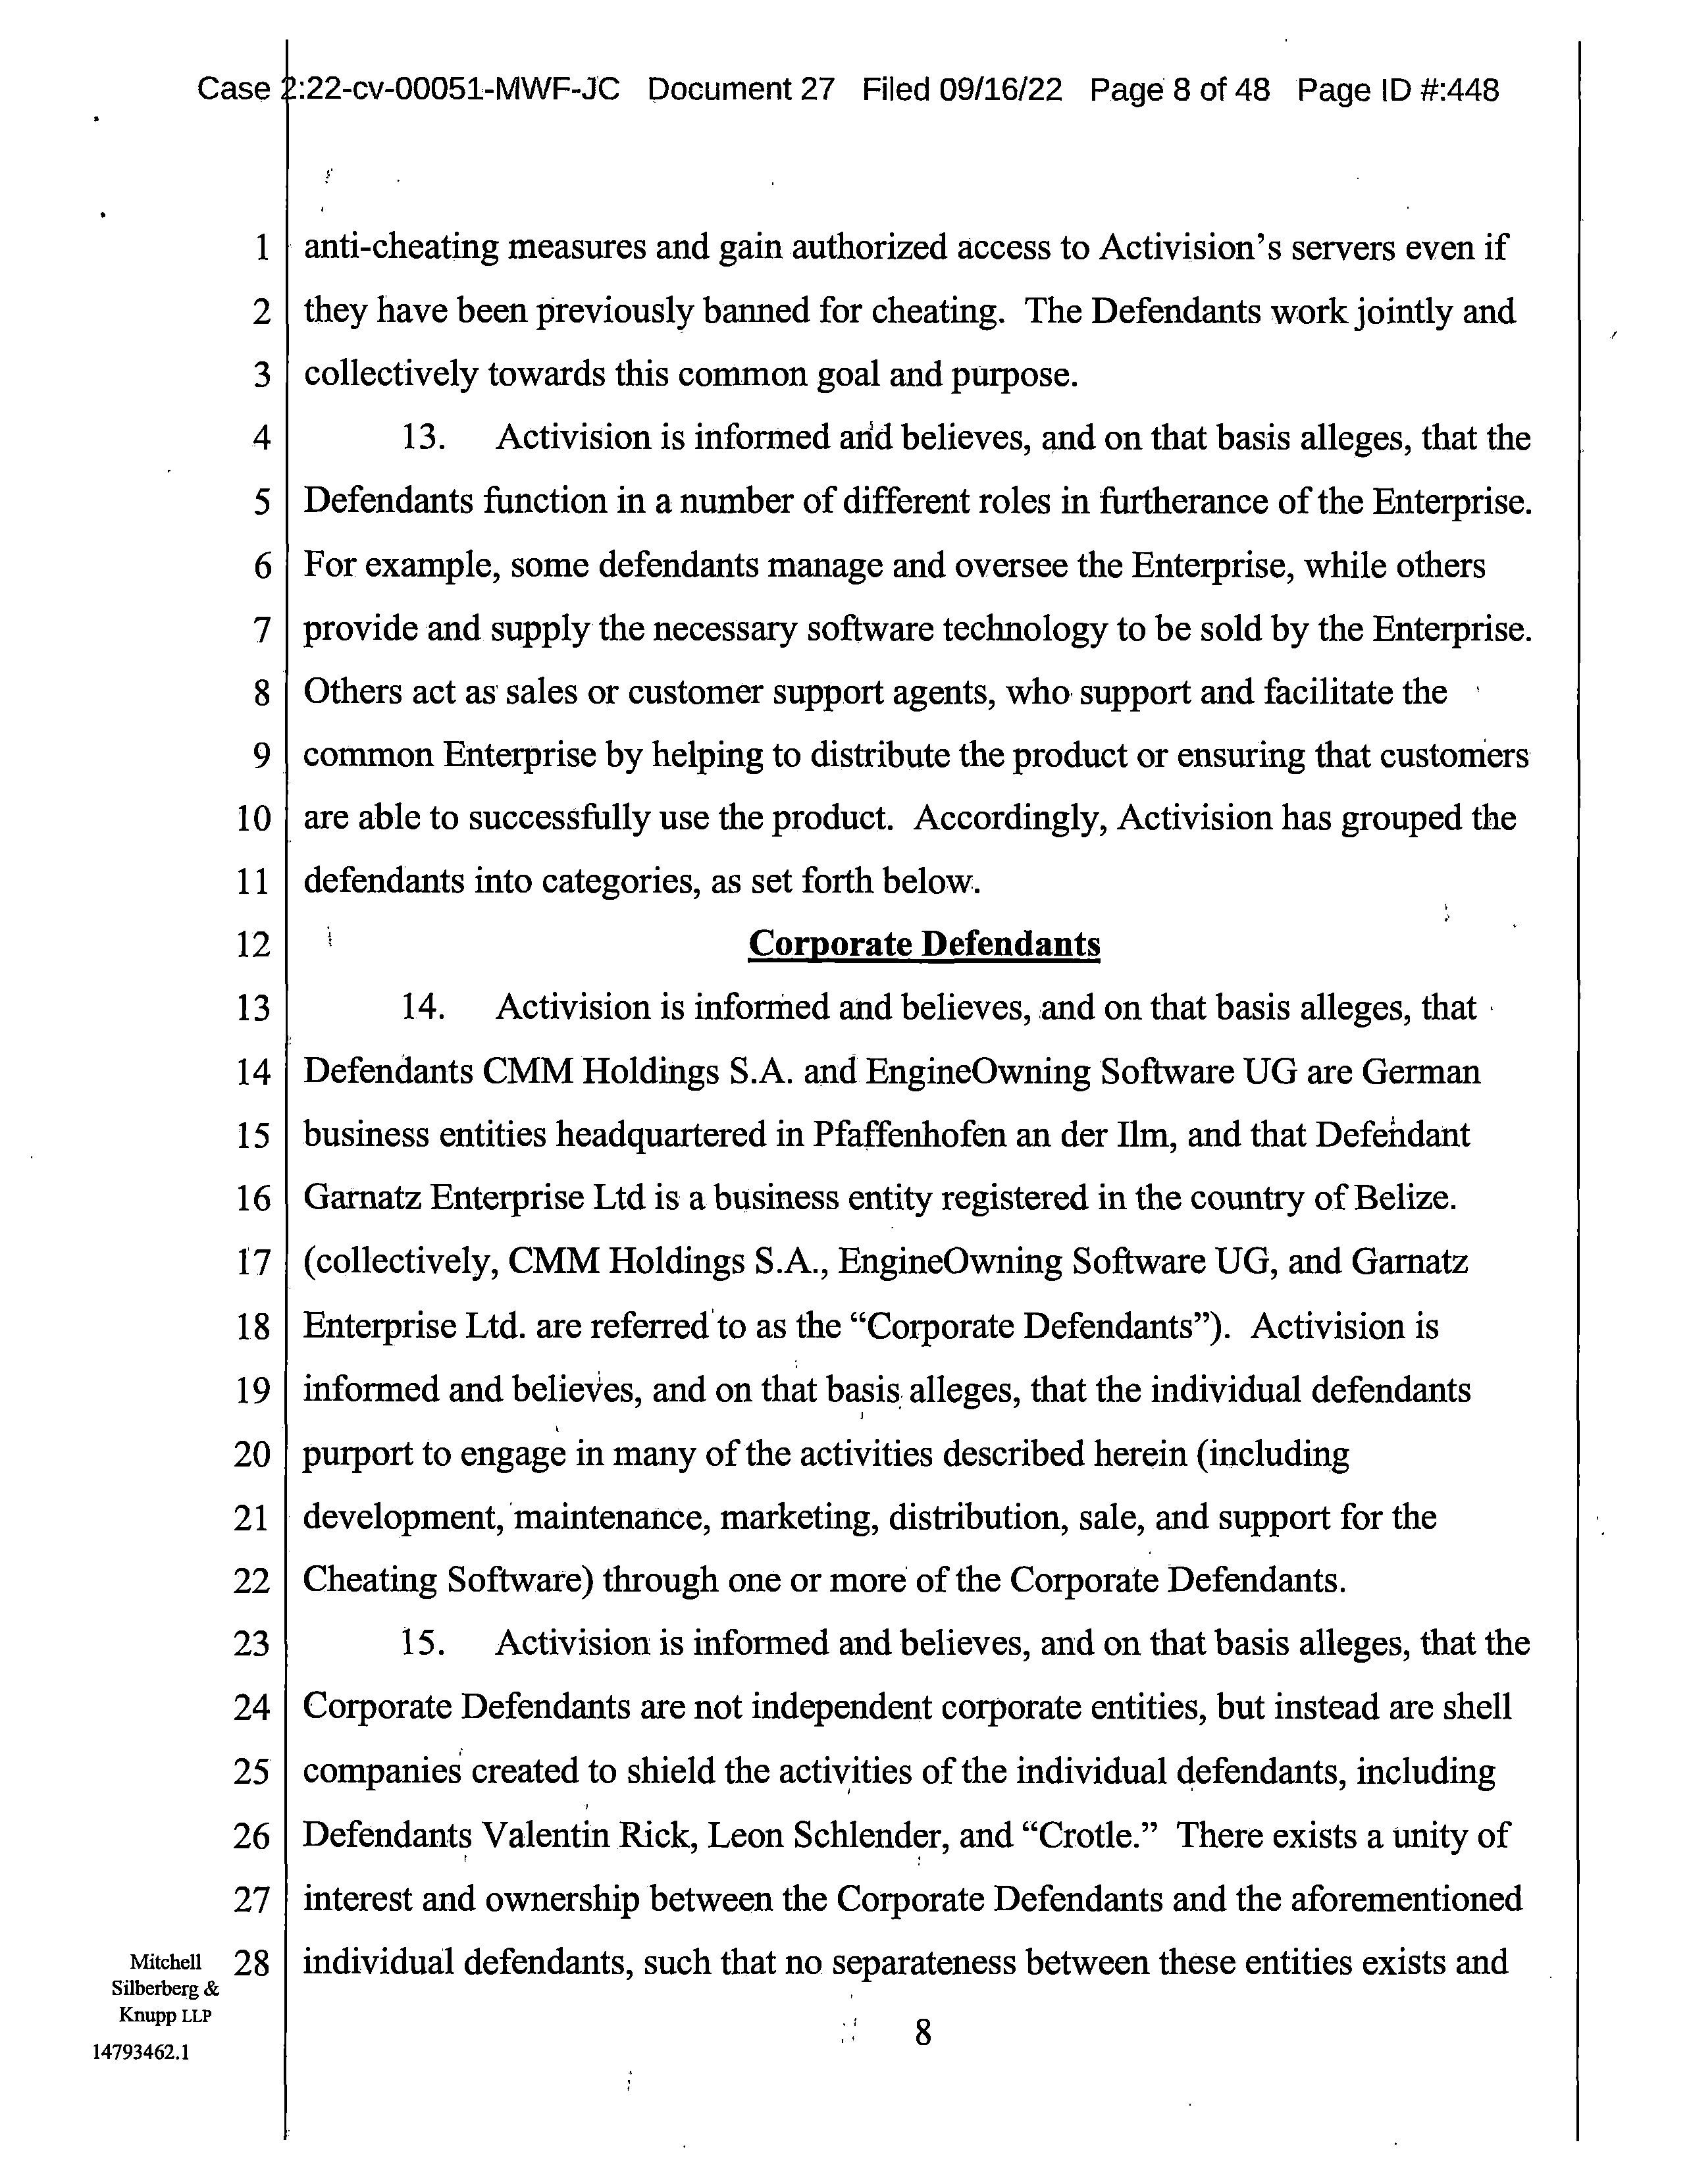 Case 2:22-cv-00051-MWF-JC Document 27 Filed 09/16/22 Page 8 of 48 Page ID #:448
1 anti-cheating measures and gain authorized access to Activision's servers even if
2 they have been previously banned for cheating. The Defendants work jointly and
3 collectively towards this common goal and purpose.
4 13. Activision is informed and believes, and on that basis alleges, that the
5 Defendants function in a number of different roles in furtherance of the Enterprise.
6 For example, some defendants manage and oversee the Enterprise, while others
7 provide and supply the necessary software technology to be sold by the Enterprise.
8 Others act as sales or customer support agents, who support and facilitate the
9 common Enterprise by helping to distribute the product or ensuring that customers
10 are able to successfully use the product. Accordingly, Activision has grouped the
11 defendants into categories, as set forth below.
12 Corporate Defendants
13 14. Activision is informed and believes, and on that basis alleges, that
14 Defendants CMM Holdings S.A. and EngineOwning Software UG are German
15 business entities headquartered in Pfaffenhofen an der Ilm, and that Defendant
16 Garnatz Enterprise Ltd is a business entity registered in the country of Belize.
17 (collectively, CMM Holdings S.A., EngineOwning Software UG, and Garnatz
18 Enterprise Ltd. are referred to as the "Corporate Defendants"). Activision is
19 informed and believes, and on that basis alleges, that the individual defendants
20 purport to engage in many of the activities described herein (including
21 development, maintenance, marketing, distribution, sale, and support for the
22 Cheating Software) through one or more of the Corporate Defendants.
23 15. Activision is informed and believes, and on that basis alleges, that the
24 Corporate Defendants are not independent corporate entities, but instead are shell
25 companies created to shield the activities of the individual defendants, including
26 Defendants Valentin Rick, Leon Schlender, and "Crotle." There exists a unity of
27 interest and ownership between the Corporate Defendants and the aforementioned
28 individual defendants, such that no separateness between these entities exists and
Mitchell
Silberberg &
Knupp LLP
14793462.1
8